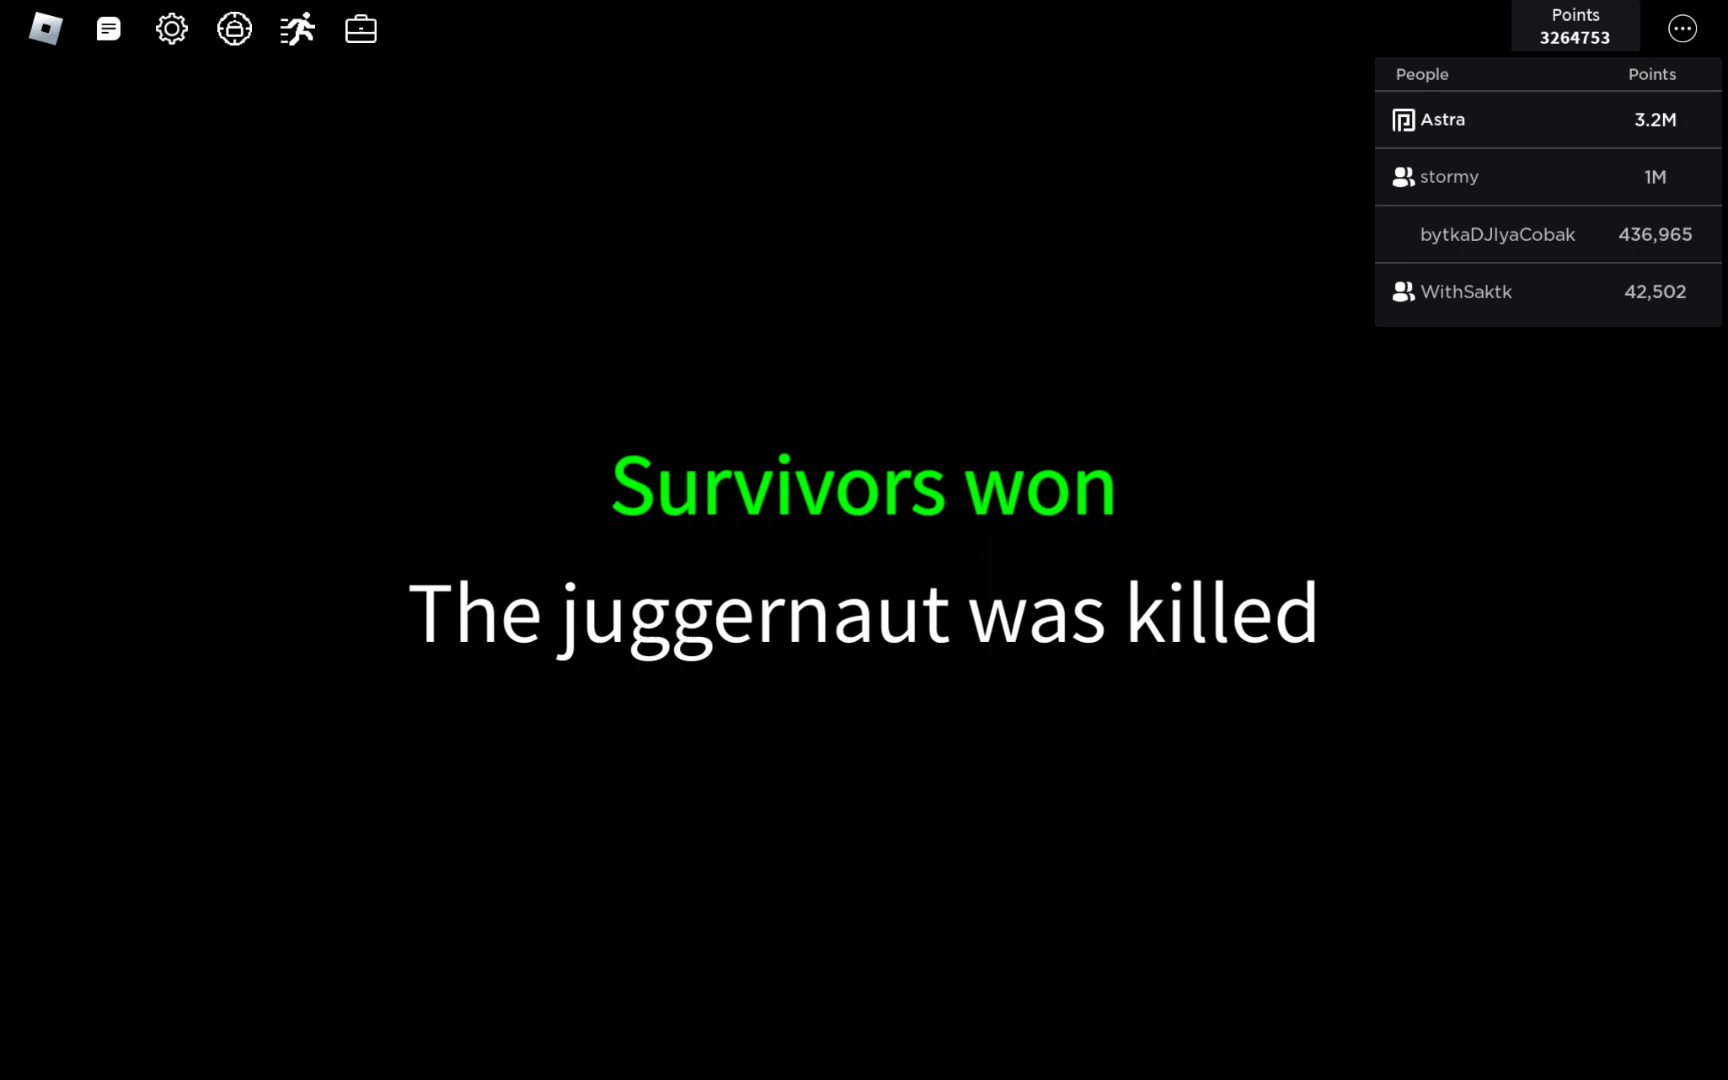 Points
3264753
People Points
Astra 3.2M
stormy 1M
bytkaDJIyaCobak 436,965
WithSaktk 42,502
Survivors won
The juggernaut was killed